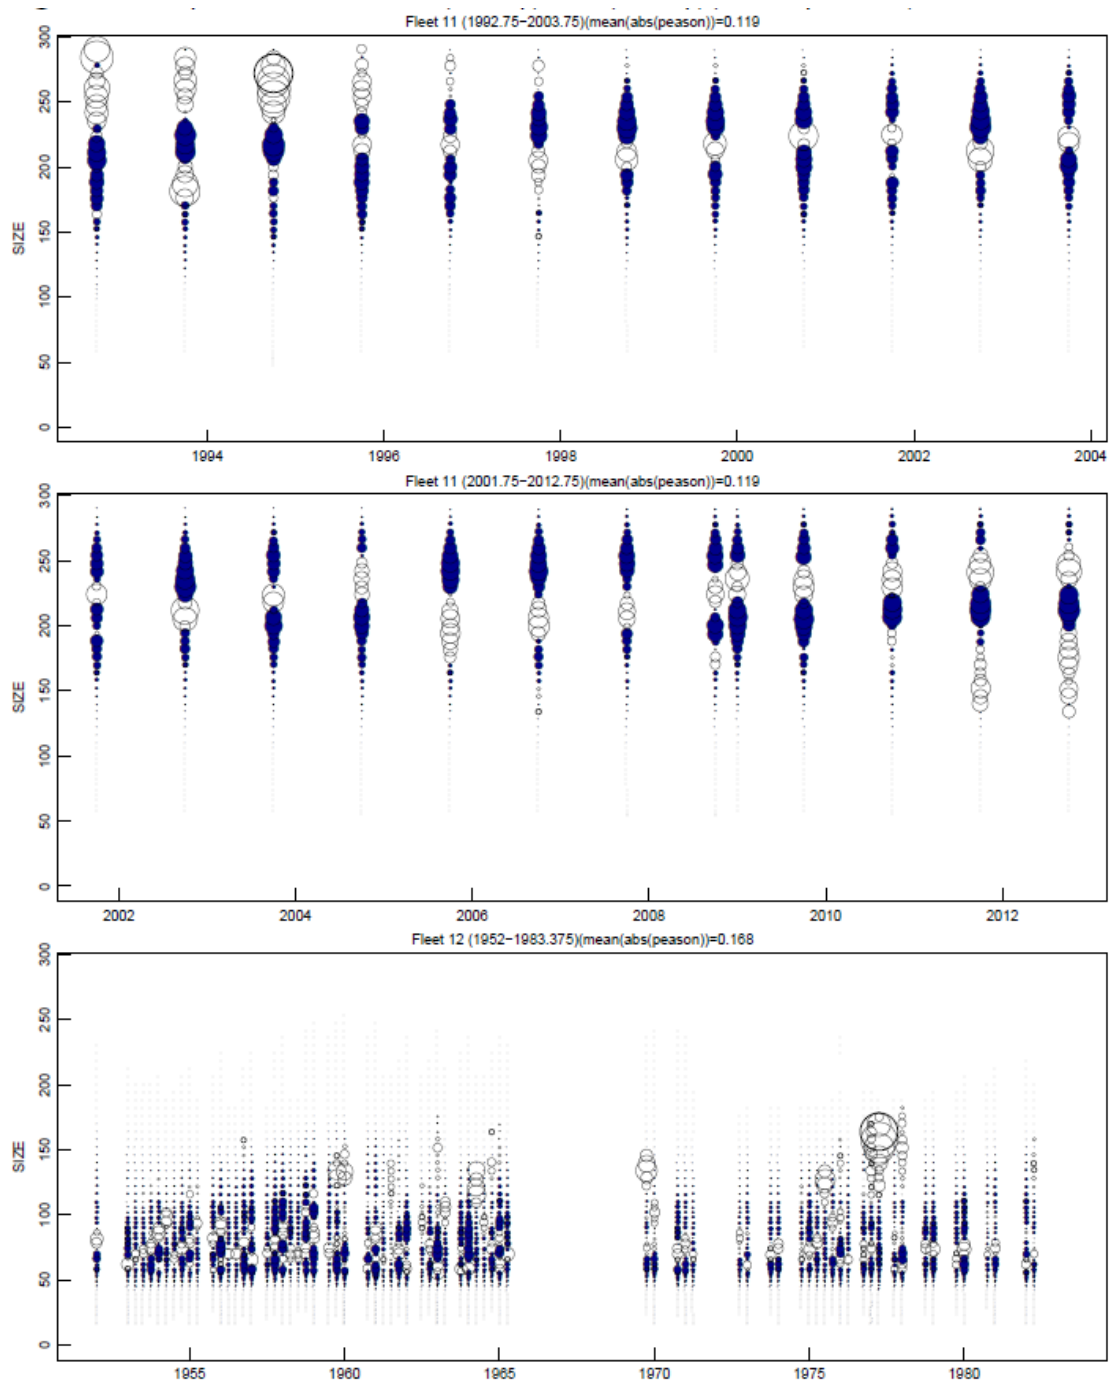 Fleet 11 (1992.75−2003.75)(mean(abs(peason))=0.119
300
250
200
150
100
50
0
SIZE
1994 1996 1998 2000 2002 2004
Fleet 11 (2001.75−2012.75)(mean(abs(peason))=0.119
300
250
200
150
100
50
0
SIZE
2002 2004 2006 2008 2010 2012
Fleet 12 (1952−1983.375)(mean(abs(peason))=0.168
300
250
200
150
100
50
0
SIZE
1955 1960 1965 1970 1975 1980